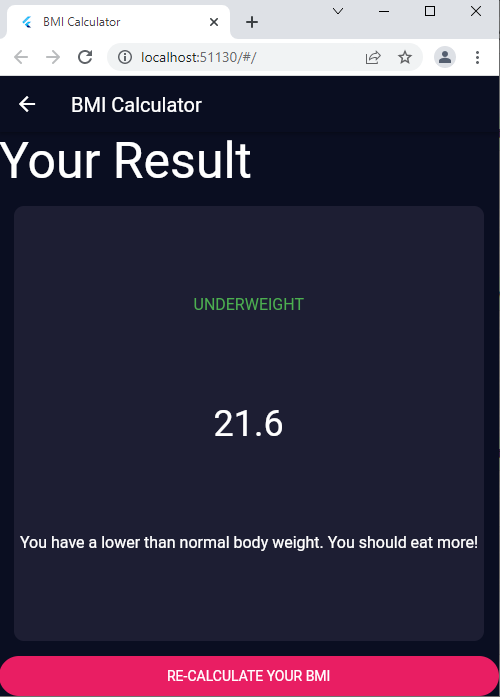 BMI Calculator
localhost:51130/#/
BMI Calculator
Your Result
UNDERWEIGHT
21.6
You have a lower than normal body weight. You should eat more!
RE-CALCULATE YOUR BMI